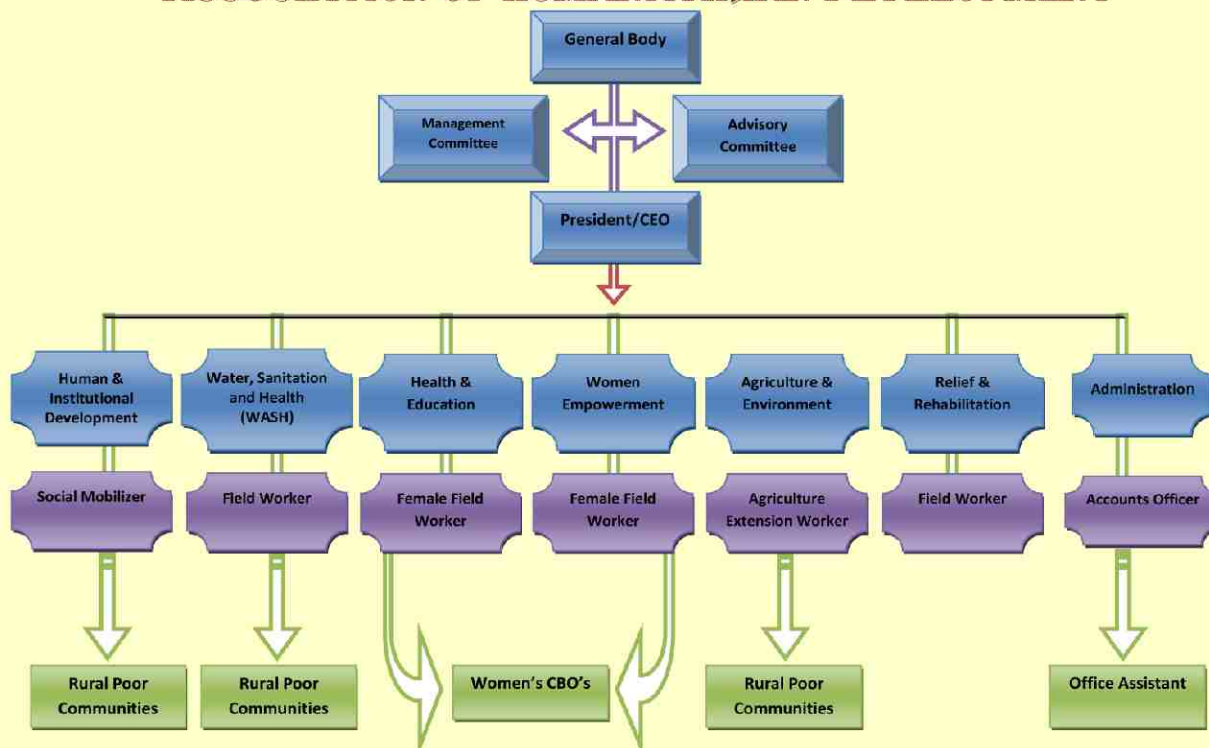 General Body
Management
Committee
Advisory
Committee
President/CEO
Human &
Institutional
Development
Water, Sanitation
and Health
(WASH)
Health &
Education
Women
Empowerment
Agriculture &
Environment
Relief &
Rehabilitation
Administration
Social Mobilizer
Field Worker
Female Field
Worker
Female Field
Worker
Agriculture
Extension Worker
Field Worker
Accounts Officer
Rural Poor
Communities
Rural Poor
Communities
Women's CBO's
Rural Poor
Communities
Office Assistant